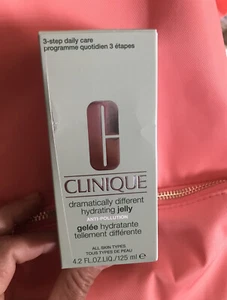 3-step daily care
programme quotidien 3 étapes
CLINIQUE
dramatically different
hydrating jelly
ANTI-POLLUTION
gelée hydratante
tellement différente
ALL SKIN TYPES
TOUS TYPES DE PEAU
4.2 FL.OZ.LIQ./125 ml ℮